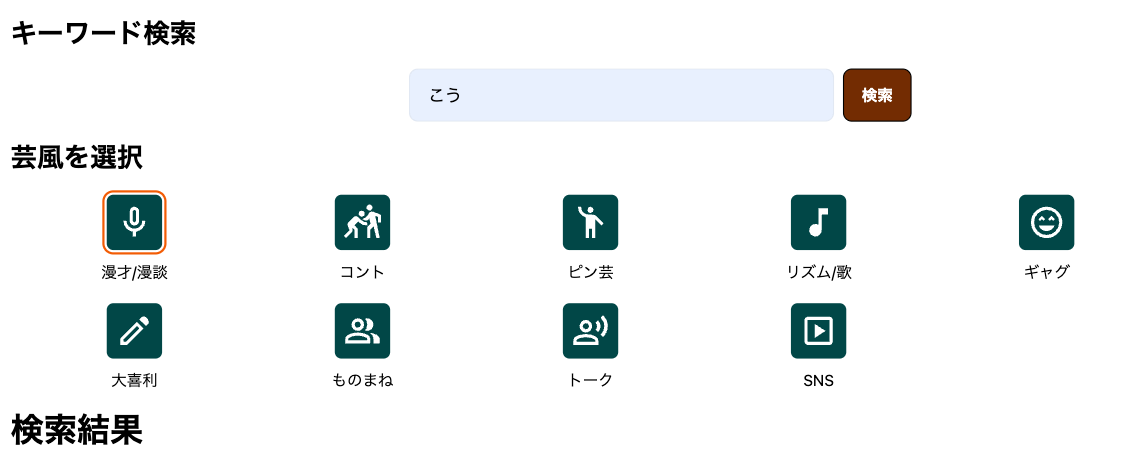 キーワード検索
こう
検索
芸風を選択
漫才/漫談
コント
ピン芸
リズム/歌
ギャグ
大喜利
ものまね
トーク
SNS
検索結果